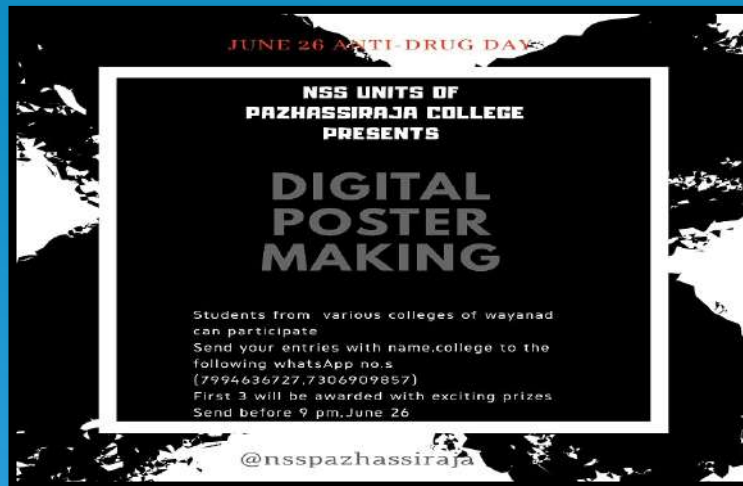 JUNE 26 ANTI-DRUG DAY
NSS UNITS OF
PAZHASSIRAJA COLLEGE
PRESENTS
DIGITAL
POSTER
MAKING
Students from various colleges of wayanad
can participate
Send your entries with name,college to the
following whatsApp no.s
(7994636727,7306909857)
First 3 will be awarded with exciting prizes
Send before 9 pm,June 26
@nsspazhassiraja